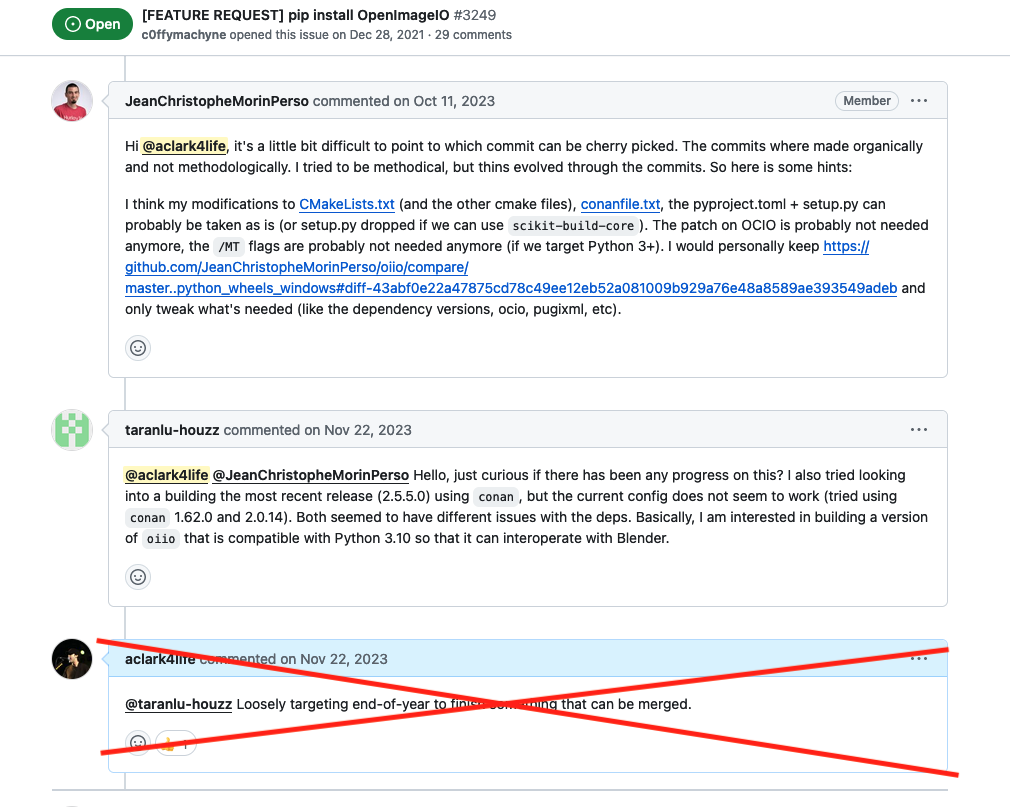 Open
[FEATURE REQUEST] pip install OpenImageIO #3249
c0ffymachyne opened this issue on Dec 28, 2021 · 29 comments
JeanChristopheMorinPerso commented on Oct 11, 2023
Member
Hi @aclark4life, it's a little bit difficult to point to which commit can be cherry picked. The commits where made organically
and not methodologically. I tried to be methodical, but thins evolved through the commits. So here is some hints:
I think my modifications to CMakeLists.txt (and the other cmake files), conanfile.txt, the pyproject.toml + setup.py can
probably be taken as is (or setup.py dropped if we can use scikit-build-core ). The patch on OCIO is probably not needed
anymore, the /MT flags are probably not needed anymore (if we target Python 3+). I would personally keep https://
github.com/JeanChristopheMorinPerso/oiio/compare/
master..python_wheels_windows#diff-43abf0e22a47875cd78c49ee12eb52a081009b929a76e48a8589ae393549adeb and
only tweak what's needed (like the dependency versions, ocio, pugixml, etc).
taranlu-houzz commented on Nov 22, 2023
@aclark4life @JeanChristopheMorinPerso Hello, just curious if there has been any progress on this? I also tried looking
into a building the most recent release (2.5.5.0) using conan , but the current config does not seem to work (tried using
conan 1.62.0 and 2.0.14). Both seemed to have different issues with the deps. Basically, I am interested in building a version
of oiio that is compatible with Python 3.10 so that it can interoperate with Blender.
aclark4life commented on Nov 22, 2023
@taranlu-houzz Loosely targeting end-of-year to finish something that can be merged.
1